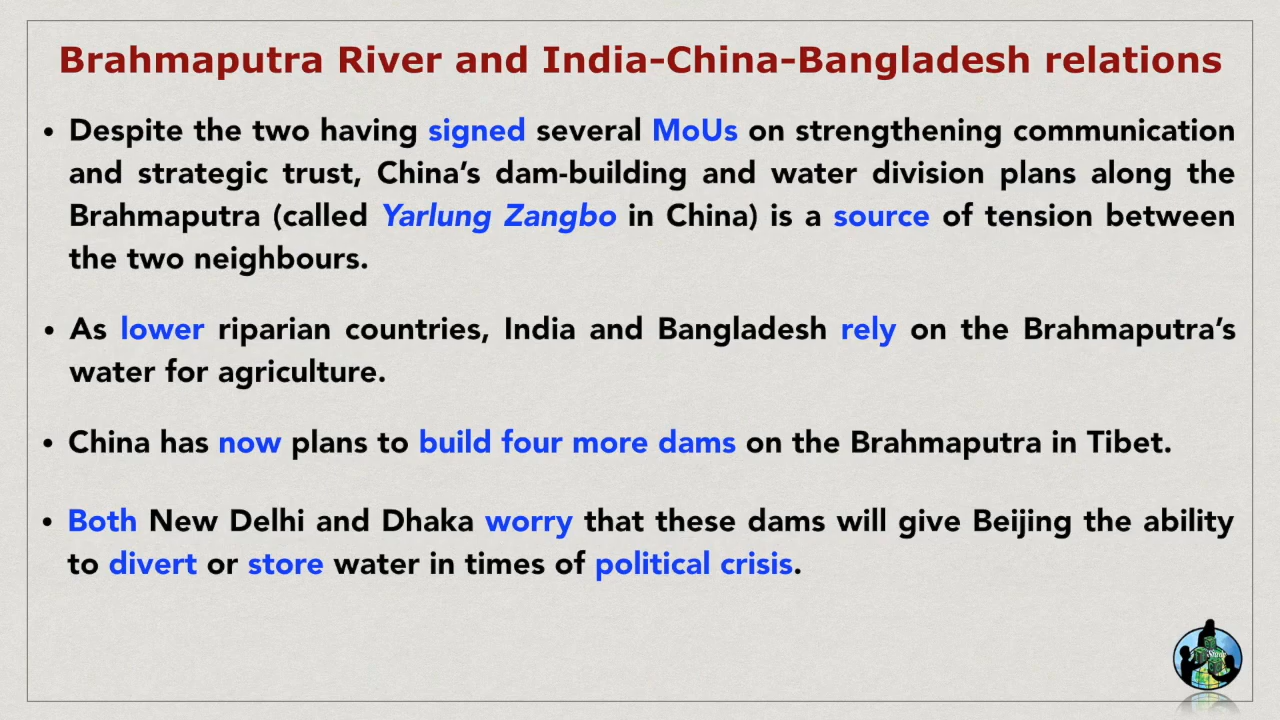 Brahmaputra River and India-China-Bangladesh relations
• Despite the two having signed several MoUs on strengthening communication
and strategic trust, China’s dam-building and water division plans along the
Brahmaputra (called Yarlung Zangbo in China) is a source of tension between
the two neighbours.
• As lower riparian countries, India and Bangladesh rely on the Brahmaputra’s
water for agriculture.
• China has now plans to build four more dams on the Brahmaputra in Tibet.
• Both New Delhi and Dhaka worry that these dams will give Beijing the ability
to divert or store water in times of political crisis.